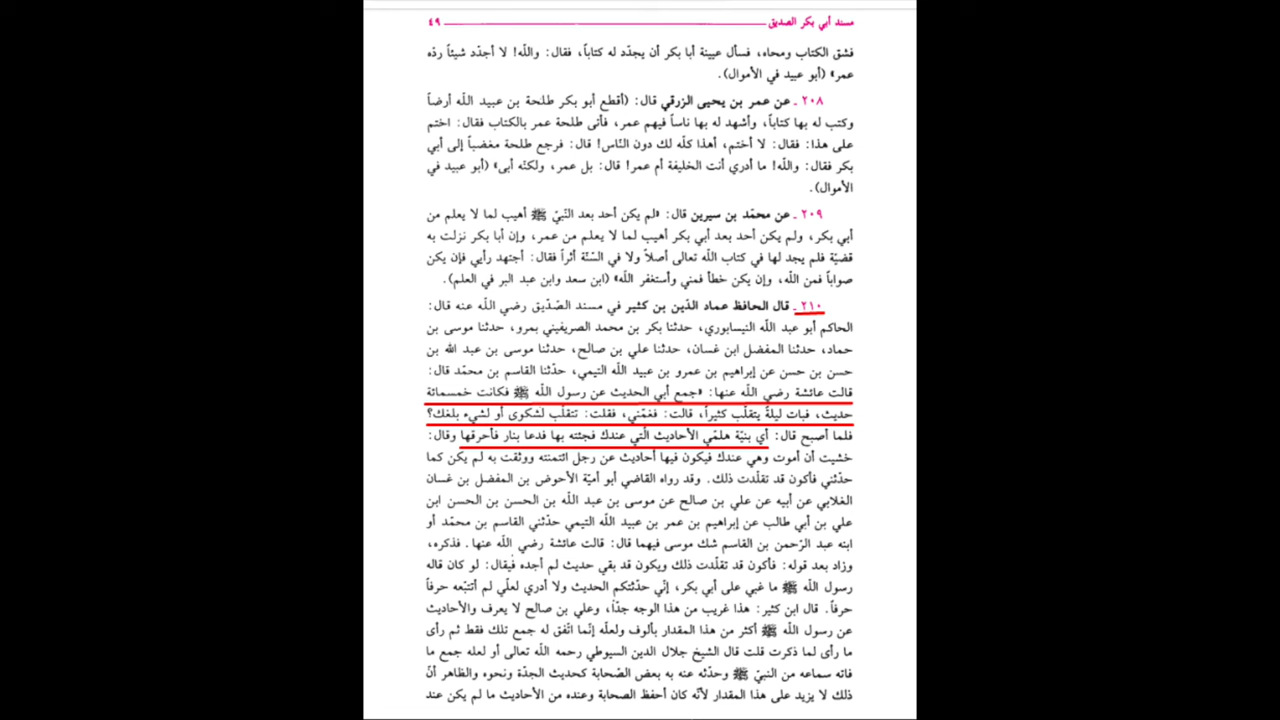 مسند أبي بكر الصديق ٤٩
فشق الكتاب ومحاه، فسأل عيينة أبا بكر أن يجدّد له كتاباً، فقال: والله! لا أجدّد شيئاً ردّه
عمر» (أبو عبيد في الأموال).
٢٠٨ ـ عن عمر بن يحيى الزرقي قال: (أقطع أبو بكر طلحة بن عبيد الله أرضاً
وكتب له بها كتاباً، وأشهد له بها ناساً فيهم عمر، فأتى طلحة عمر بالكتاب فقال: اختم
على هذا: فقال: لا أختم، أهذا كلّه لك دون النّاس! قال: فرجع طلحة مغضباً إلى أبي
بكر فقال: والله! ما أدري أنت الخليفة أم عمر! قال: بل عمر، ولكنّه أبى» (أبو عبيد في
الأموال).
٢٠٩ ـ عن محمّد بن سيرين قال: «لم يكن أحد بعد النّبيّ ﷺ أهيب لما لا يعلم من
أبي بكر، ولم يكن أحد بعد أبي بكر أهيب لما لا يعلم من عمر، وإن أبا بكر نزلت به
قضيّة فلم يجد لها في كتاب الله تعالى أصلاً ولا في السّنّة أثراً فقال: أجتهد رأيي فإن يكن
صواباً فمن الله، وإن يكن خطأ فمني وأستغفر الله» (ابن سعد وابن عبد البر في العلم).
٢١٠ ـ قال الحافظ عماد الدّين بن كثير في مسند الصّدّيق رضي الله عنه قال:
الحاكم أبو عبد الله النيسابوري، حدثنا بكر بن محمد الصريفيني بمرو، حدثنا موسى بن
حماد، حدثنا المفضل ابن غسان، حدثنا علي بن صالح، حدثنا موسى بن عبد الله بن
حسن بن حسن عن إبراهيم بن عمرو بن عبيد الله التيمي، حدّثنا القاسم بن محمّد قال:
قالت عائشة رضي الله عنها: «جمع أبي الحديث عن رسول الله ﷺ فكانت خمسمائة
حديث، فبات ليلةً يتقلّب كثيراً، قالت: فغمّني، فقلت: تتقلّب لشكوى أو لشيء بلغك؟
فلما أصبح قال: أي بنيّة هلمّي الأحاديث الّتي عندك فجئته بها فدعا بنار فأحرقها وقال:
خشيت أن أموت وهي عندك فيكون فيها أحاديث عن رجل ائتمنته ووثقت به لم يكن كما
حدّثني فأكون قد تقلّدت ذلك. وقد رواه القاضي أبو أميّة الأحوض بن المفضل بن غسان
الغلابي عن أبيه عن علي بن صالح عن موسى بن عبد الله بن الحسن بن الحسن ابن
علي بن أبي طالب عن إبراهيم بن عمر بن عبيد الله التيمي حدّثني القاسم بن محمّد أو
ابنه عبد الرّحمن بن القاسم شك موسى فيهما قال: قالت عائشة رضي الله عنها. فذكره،
وزاد بعد قوله: فأكون قد تقلّدت ذلك ويكون قد بقي حديث لم أجده فيقال: لو كان قاله
رسول الله ﷺ ما غبي على أبي بكر، إنّي حدّثتكم الحديث ولا أدري لعلّي لم أتتبّعه حرفاً
حرفاً. قال ابن كثير: هذا غريب من هذا الوجه جدّاً، وعلي بن صالح لا يعرف والأحاديث
عن رسول الله ﷺ أكثر من هذا المقدار بألوف ولعلّه إنّما اتّفق له جمع تلك فقط ثم رأى
ما رأى لما ذكرت قلت قال الشيخ جلال الدين السيوطي رحمه الله تعالى أو لعله جمع ما
فاته سماعه من النبيّ ﷺ وحدّثه عنه به بعض الصّحابة كحديث الجدّة ونحوه والظاهر أنّ
ذلك لا يزيد على هذا المقدار لأنّه كان أحفظ الصحابة وعنده من الأحاديث ما لم يكن عند